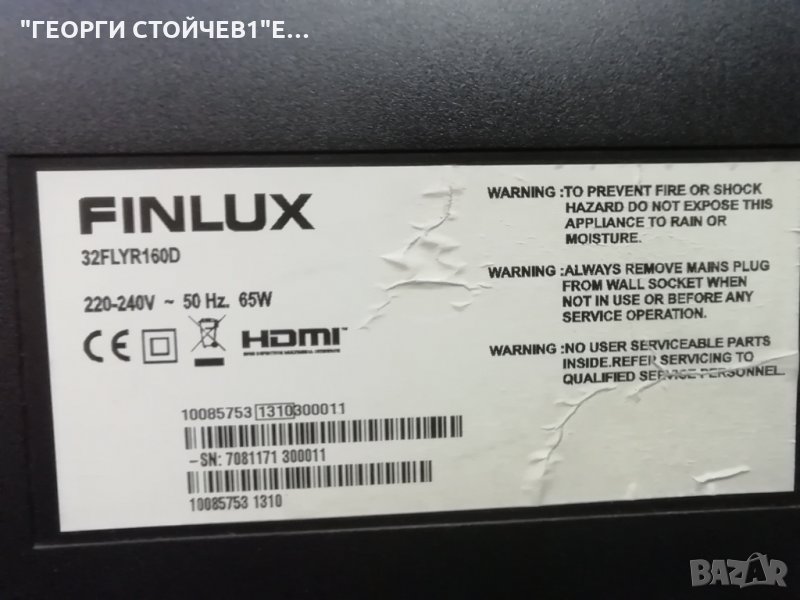 "ГЕОРГИ СТОЙЧЕВ1"Е...
FINLUX
32FLYR160D
220-240V ~ 50 Hz. 65W
CE
HDMI
WARNING :TO PREVENT FIRE OR SHOCK
HAZARD DO NOT EXPOSE THIS
APPLIANCE TO RAIN OR
MOISTURE.
WARNING :ALWAYS REMOVE MAINS PLUG
FROM WALL SOCKET WHEN
NOT IN USE OR BEFORE ANY
SERVICE OPERATION.
WARNING :NO USER SERVICEABLE PARTS
INSIDE.REFER SERVICING TO
QUALIFIED SERVICE PERSONNEL.
10085753 1310300011
-SN: 7081171 300011
10085753 1310
BAZAR